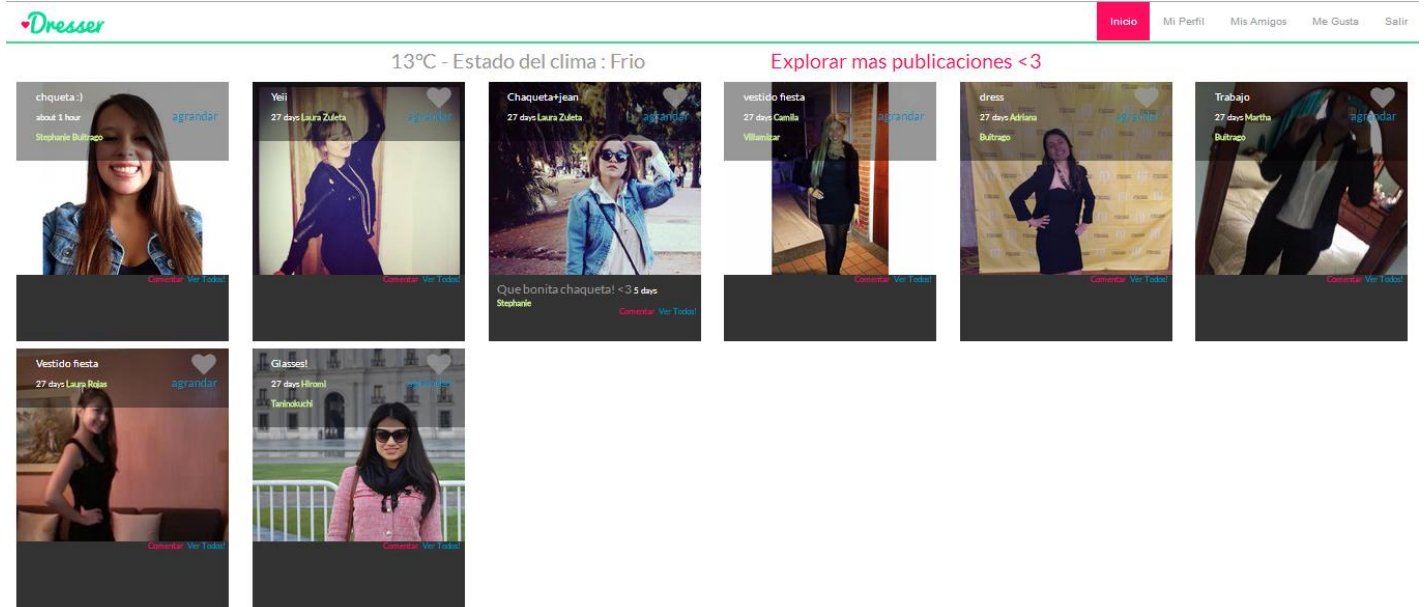 Dresser
Inicio Mi Perfil Mis Amigos Me Gusta Salir
13°C - Estado del clima : Frio
Explorar mas publicaciones <3
chqueta :)
about 1 hour agrandar
Stephanie Buitrago
Comentar Ver Todos!
Yeii
27 days Laura Zuleta agrandar
Comentar Ver Todos!
Chaqueta+jean
27 days Laura Zuleta agrandar
Que bonita chaqueta! <3 5 days
Stephanie
Comentar Ver Todos!
vestido fiesta
27 days Camila agrandar
Villamizar
Comentar Ver Todos!
dress
27 days Adriana agrandar
Buitrago
Comentar Ver Todos!
Trabajo
27 days Martha agrandar
Buitrago
Comentar Ver Todos!
Vestido fiesta
27 days Laura Rojas agrandar
Comentar Ver Todos!
Glasses!
27 days Hiromi agrandar
Taninokuchi
Comentar Ver Todos!